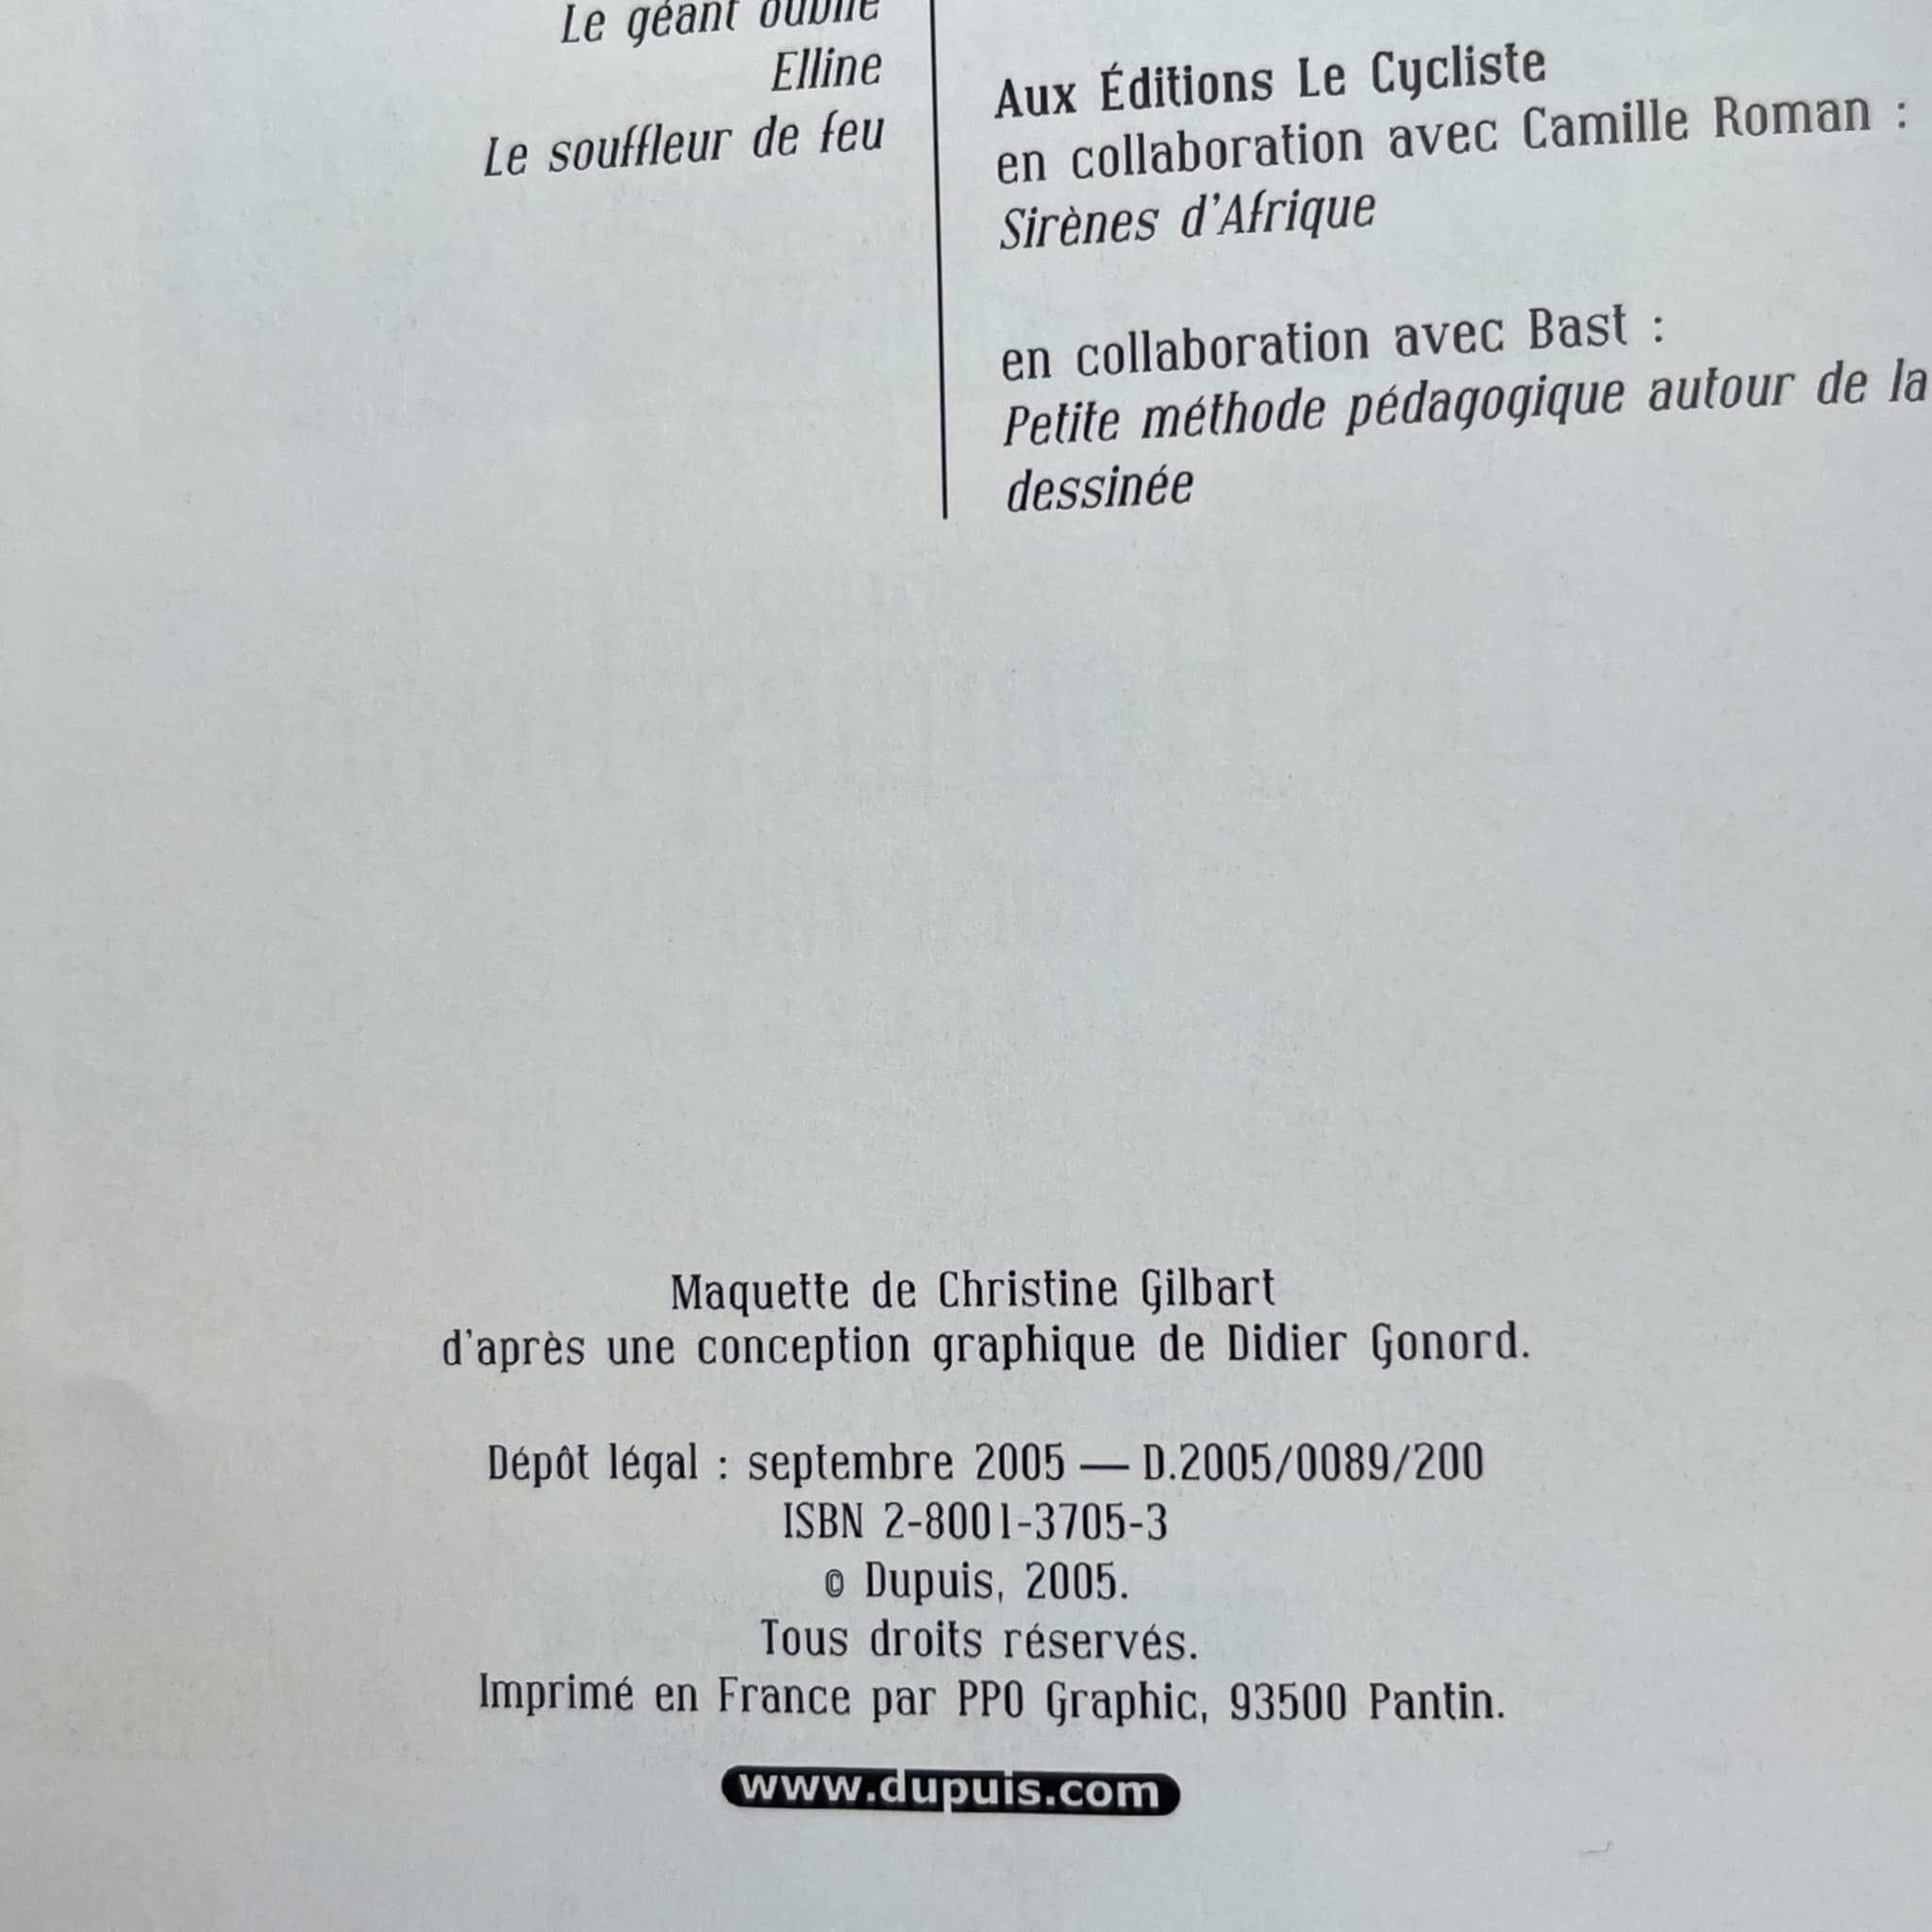 Le géant oublié
Elline
Le souffleur de feu
Aux Éditions Le Cycliste
en collaboration avec Camille Roman :
Sirènes d'Afrique
en collaboration avec Bast :
Petite méthode pédagogique autour de la
dessinée
Maquette de Christine Gilbart
d'après une conception graphique de Didier Gonord.
Dépôt légal : septembre 2005 — D.2005/0089/200
ISBN 2-8001-3705-3
© Dupuis, 2005.
Tous droits réservés.
Imprimé en France par PPO Graphic, 93500 Pantin.
www.dupuis.com